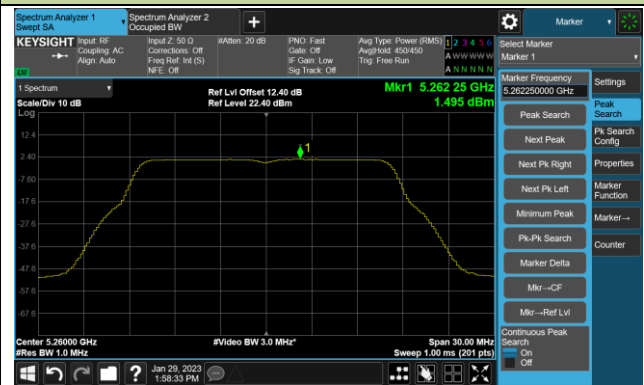 Spectrum Analyzer 1
Swept SA
Spectrum Analyzer 2
Occupied BW
Marker
KEYSIGHT
Input: RF
Coupling: AC
Align: Auto
Input Z: 50 Ω
Corrections: Off
Freq Ref: Int (S)
NFE: Off
#Atten: 20 dB
PNO: Fast
Gate: Off
IF Gain: Low
Sig Track: Off
Avg Type: Power (RMS)
Avg|Hold: 450/450
Trig: Free Run
1 2 3 4 5 6
A W W W W W
A N N N N N
Select Marker
Marker 1
LXI
1 Spectrum
Scale/Div 10 dB
Log
Ref Lvl Offset 12.40 dB
Ref Level 22.40 dBm
Mkr1 5.262 25 GHz
1.495 dBm
Marker Frequency
5.262250000 GHz
Settings
Peak Search
Peak
Search
Next Peak
Pk Search
Config
Next Pk Right
Properties
Next Pk Left
Marker
Function
Minimum Peak
Marker→
Pk-Pk Search
Counter
Marker Delta
Mkr→CF
Mkr→Ref Lvl
Continuous Peak
Search
On
Off
12.4
2.40
-7.60
-17.6
-27.6
-37.6
-47.6
-57.6
-67.6
1
Center 5.26000 GHz
#Res BW 1.0 MHz
#Video BW 3.0 MHz*
Span 30.00 MHz
Sweep 1.00 ms (201 pts)
?
Jan 29, 2023
1:58:33 PM